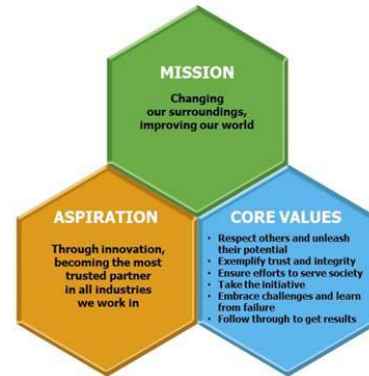 MISSION
Changing
our surroundings,
improving our world
ASPIRATION
Through innovation,
becoming the most
trusted partner
in all industries
we work in
CORE VALUES
• Respect others and unleash
their potential
• Exemplify trust and integrity
• Ensure efforts to serve society
• Take the initiative
• Embrace challenges and learn
from failure
• Follow through to get results